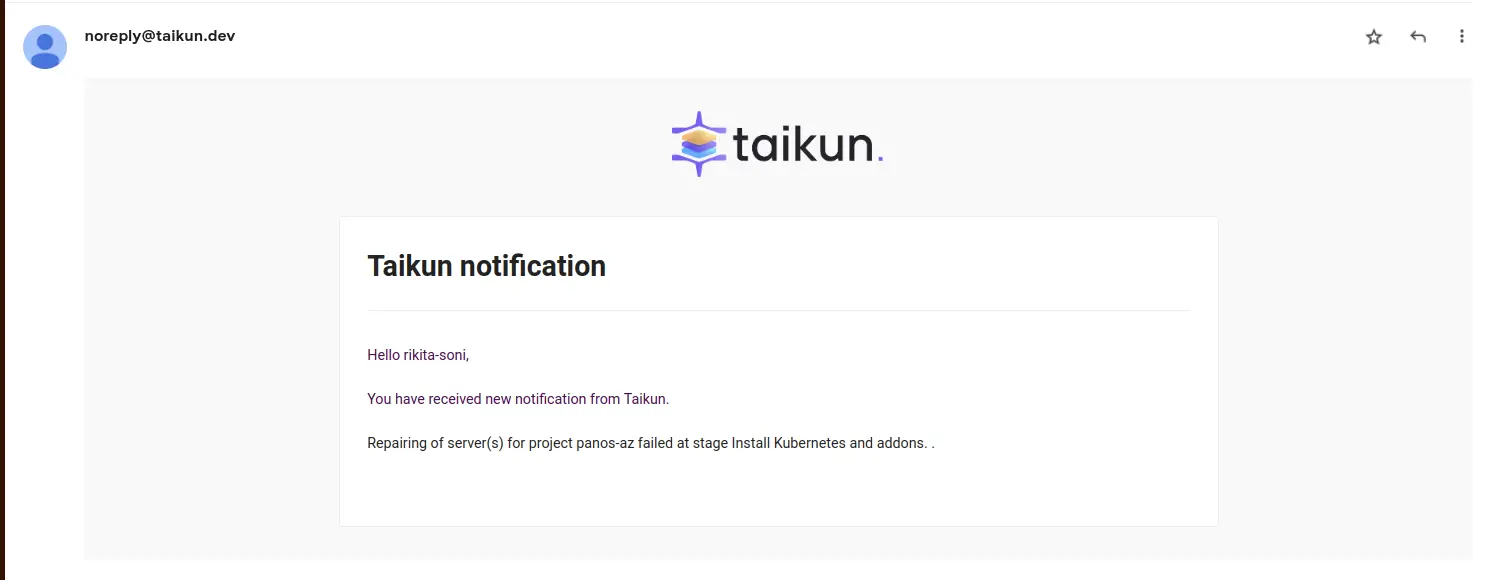 noreply@taikun.dev
taikun.
Taikun notification
Hello rikita-soni,
You have received new notification from Taikun.
Repairing of server(s) for project panos-az failed at stage Install Kubernetes and addons. .